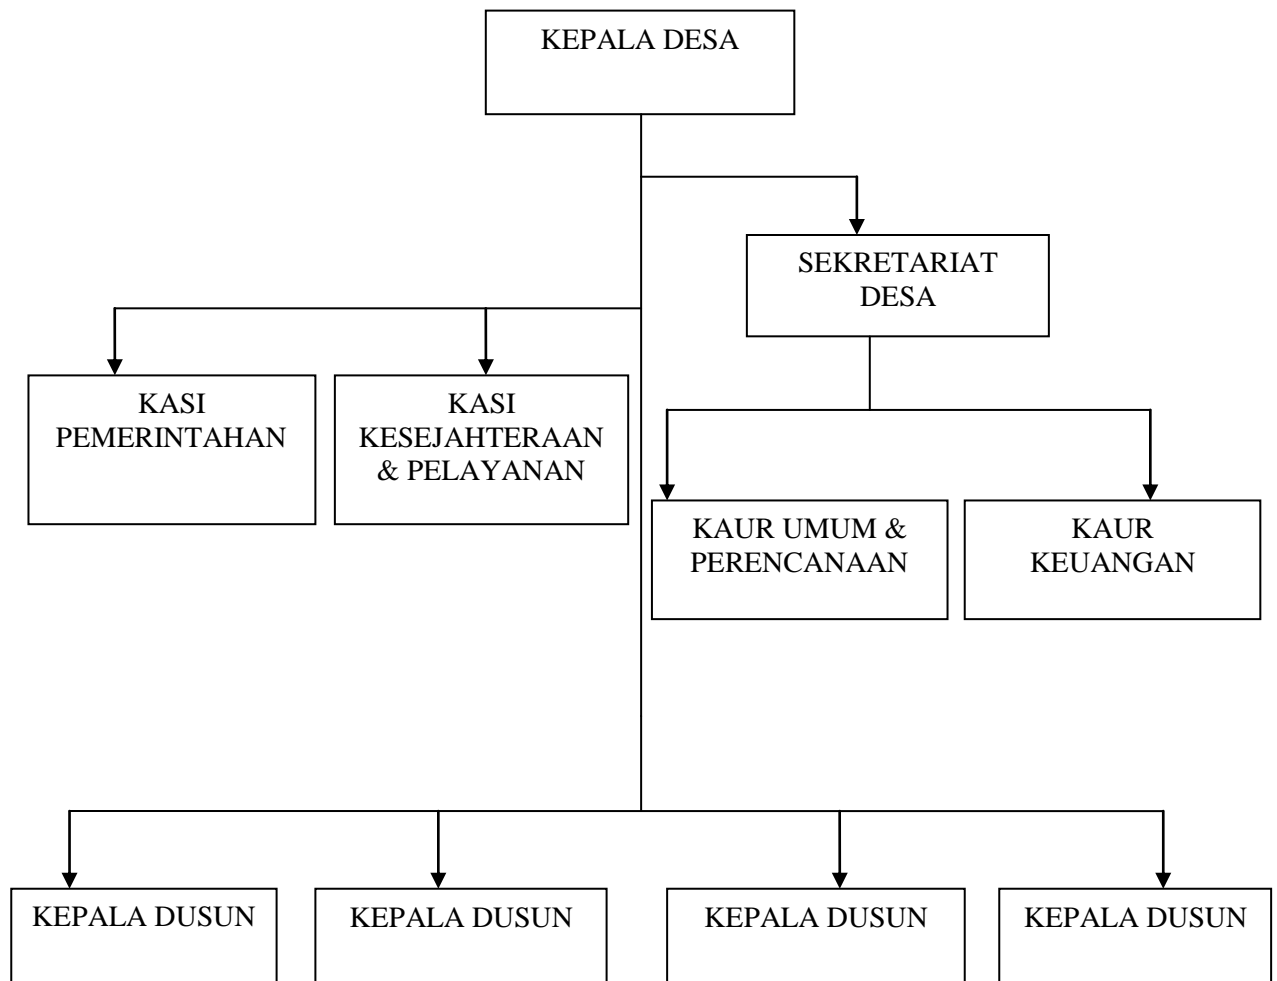 KEPALA DESA
SEKRETARIAT
DESA
KASI
PEMERINTAHAN
KASI
KESEJAHTERAAN
& PELAYANAN
KAUR UMUM &
PERENCANAAN
KAUR
KEUANGAN
KEPALA DUSUN
KEPALA DUSUN
KEPALA DUSUN
KEPALA DUSUN